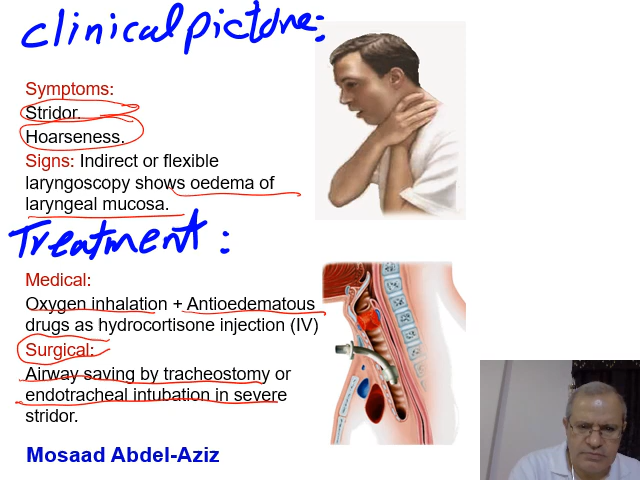 Clinical picture:
Symptoms:
Stridor.
Hoarseness.
Signs: Indirect or flexible
laryngoscopy shows oedema of
laryngeal mucosa.
Treatment:
Medical:
Oxygen inhalation + Antioedematous
drugs as hydrocortisone injection (IV)
Surgical:
Airway saving by tracheostomy or
endotracheal intubation in severe
stridor.
Mosaad Abdel-Aziz